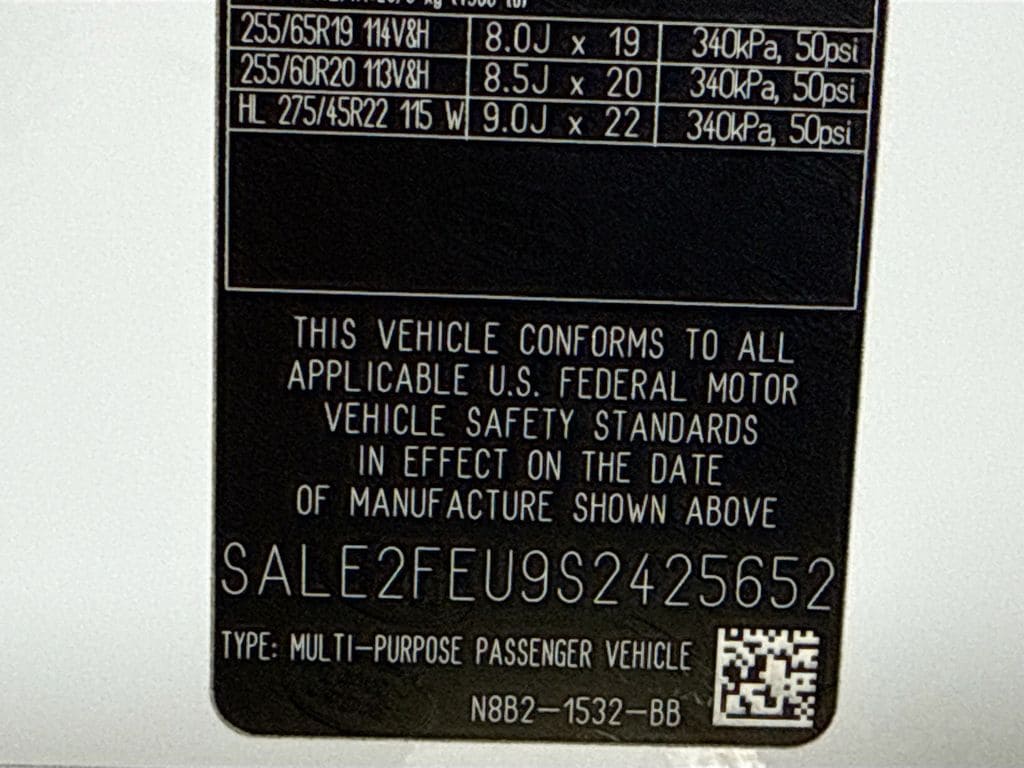 255/65R19 114V&H 8.0J x 19 340kPa, 50psi
255/60R20 113V&H 8.5J x 20 340kPa, 50psi
HL 275/45R22 115 W 9.0J x 22 340kPa, 50psi
THIS VEHICLE CONFORMS TO ALL
APPLICABLE U.S. FEDERAL MOTOR
VEHICLE SAFETY STANDARDS
IN EFFECT ON THE DATE
OF MANUFACTURE SHOWN ABOVE
SALE2FEU9S2425652
TYPE: MULTI-PURPOSE PASSENGER VEHICLE
N8B2-1532-BB